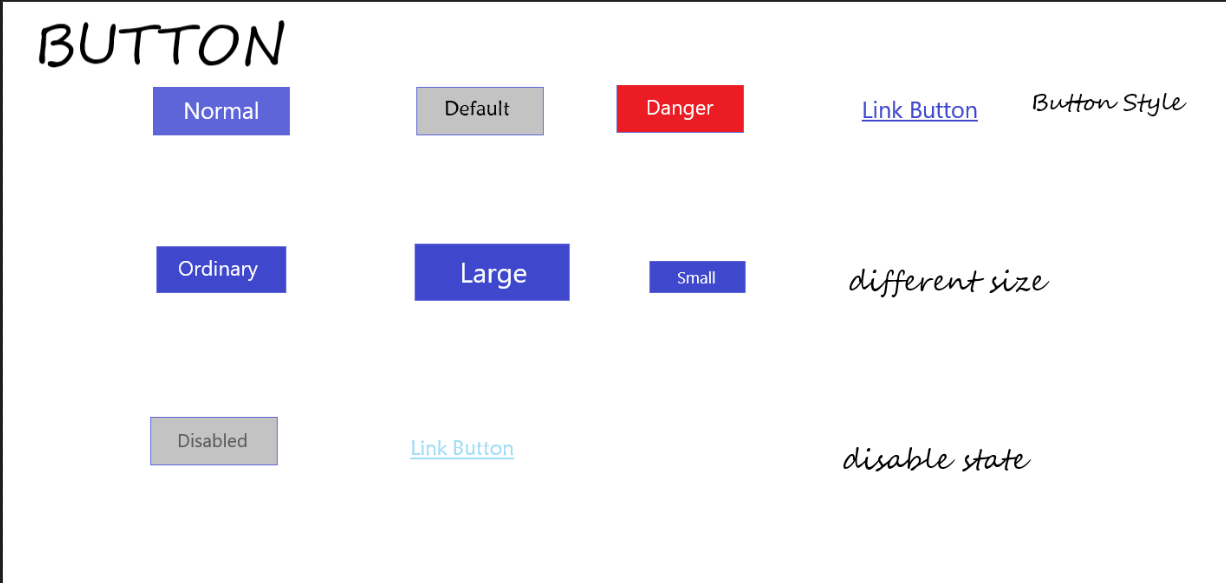 BUTTON
Normal Default Danger Link Button Button Style
Ordinary Large Small different size
Disabled Link Button disable state